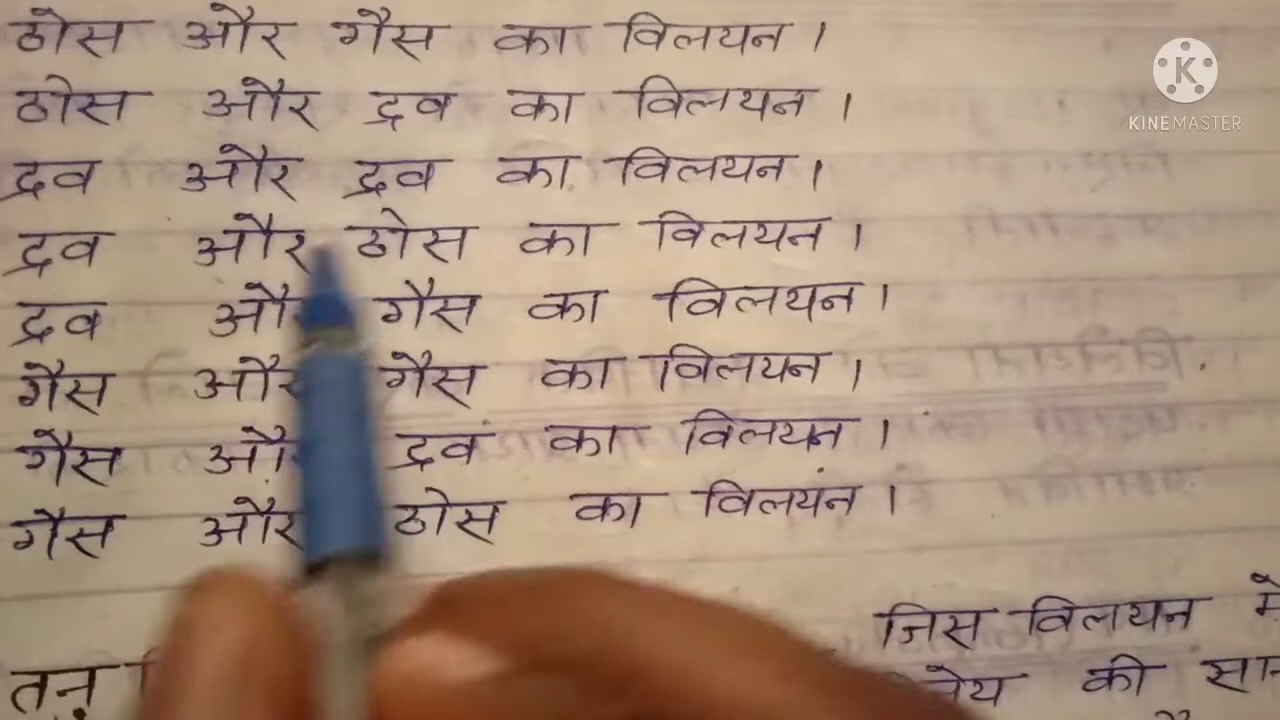 ठोस और गैस का विलयन।
ठोस और द्रव का विलयन।
द्रव और द्रव का विलयन।
द्रव और ठोस का विलयन।
द्रव और गैस का विलयन।
गैस और गैस का विलयन।
गैस और द्रव का विलयन।
गैस और ठोस का विलयन।
जिस विलयन में
तनु की
K
KINEMASTER